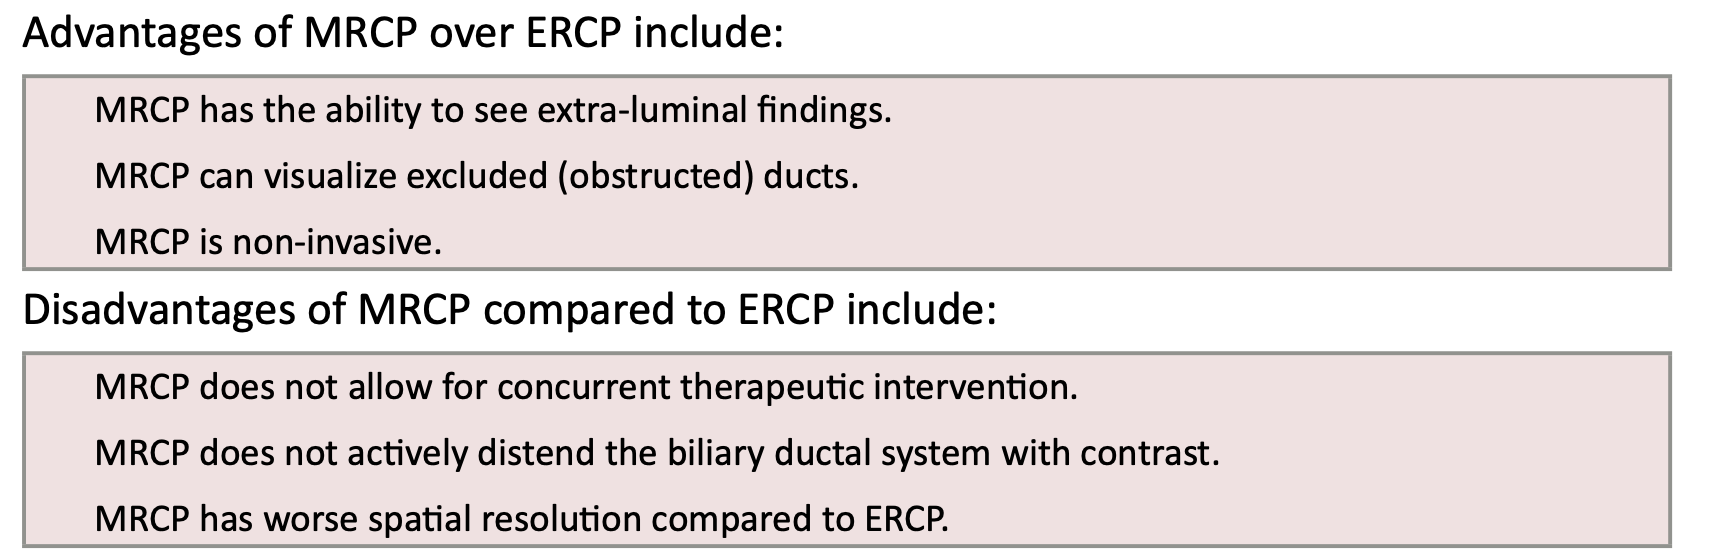 Advantages of MRCP over ERCP include:
MRCP has the ability to see extra-luminal findings.
MRCP can visualize excluded (obstructed) ducts.
MRCP is non-invasive.
Disadvantages of MRCP compared to ERCP include:
MRCP does not allow for concurrent therapeutic intervention.
MRCP does not actively distend the biliary ductal system with contrast.
MRCP has worse spatial resolution compared to ERCP.